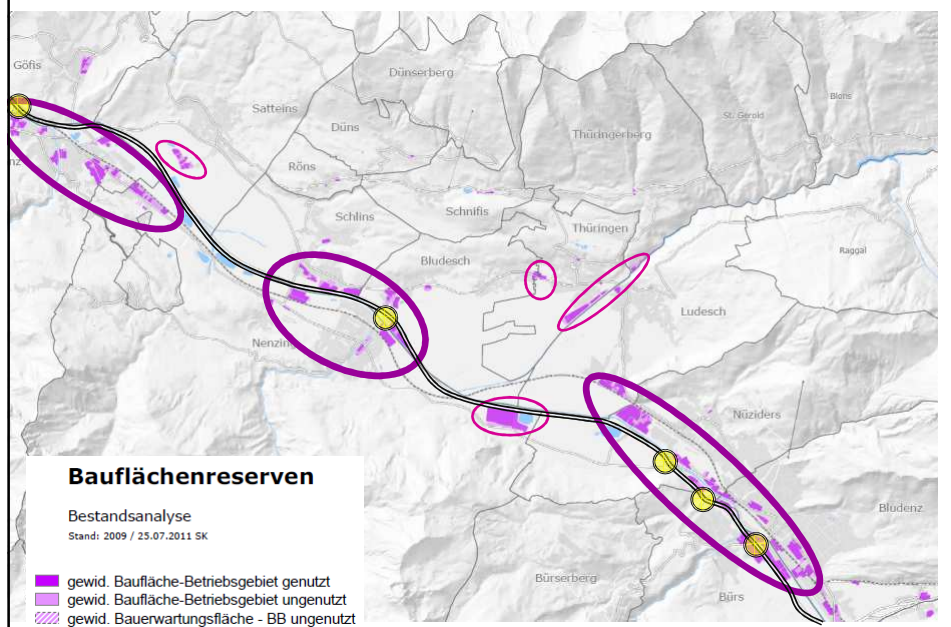 Göfis
Dünserberg
Satteins
Blons
St. Gerold
Düns
Thüringerberg
Röns
Schlins
Schnifis
Thüringen
Bludesch
Raggal
Ludesch
Nenzing
Nüziders
Bludenz
Bürserberg
Bürs
Bauflächenreserven
Bestandsanalyse
Stand: 2009 / 25.07.2011 SK
gewid. Baufläche-Betriebsgebiet genutzt
gewid. Baufläche-Betriebsgebiet ungenutzt
gewid. Bauerwartungsfläche - BB ungenutzt